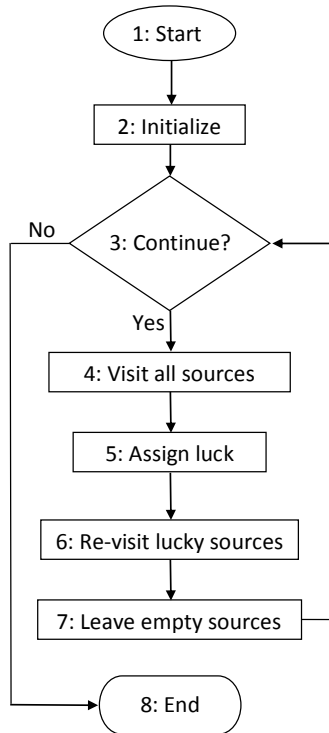 1: Start
2: Initialize
3: Continue?
No
Yes
4: Visit all sources
5: Assign luck
6: Re-visit lucky sources
7: Leave empty sources
8: End